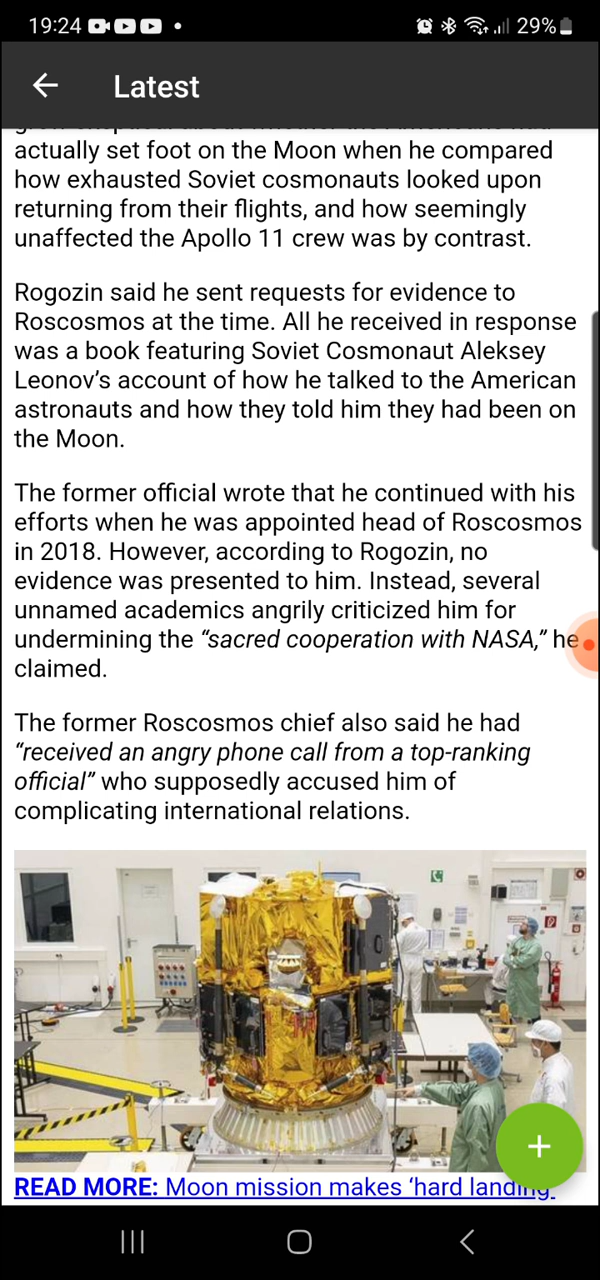 19:24
29%
Latest
actually set foot on the Moon when he compared
how exhausted Soviet cosmonauts looked upon
returning from their flights, and how seemingly
unaffected the Apollo 11 crew was by contrast.
Rogozin said he sent requests for evidence to
Roscosmos at the time. All he received in response
was a book featuring Soviet Cosmonaut Aleksey
Leonov’s account of how he talked to the American
astronauts and how they told him they had been on
the Moon.
The former official wrote that he continued with his
efforts when he was appointed head of Roscosmos
in 2018. However, according to Rogozin, no
evidence was presented to him. Instead, several
unnamed academics angrily criticized him for
undermining the “sacred cooperation with NASA,” he
claimed.
The former Roscosmos chief also said he had
“received an angry phone call from a top-ranking
official” who supposedly accused him of
complicating international relations.
READ MORE: Moon mission makes ‘hard landing’